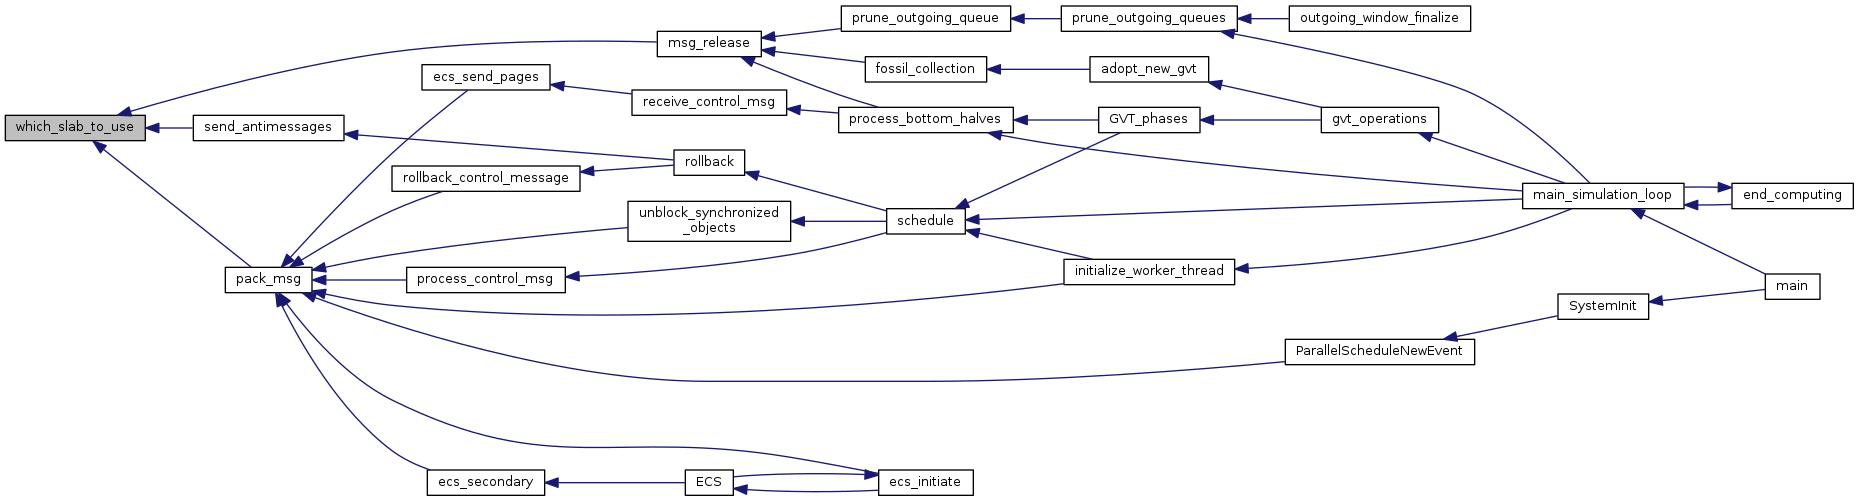 which_slab_to_use
msg_release
send_antimessages
pack_msg
prune_outgoing_queue
prune_outgoing_queues
outgoing_window_finalize
fossil_collection
adopt_new_gvt
ecs_send_pages
receive_control_msg
process_bottom_halves
GVT_phases
gvt_operations
rollback
rollback_control_message
unblock_synchronized
_objects
schedule
process_control_msg
initialize_worker_thread
main_simulation_loop
end_computing
main
SystemInit
ParallelScheduleNewEvent
ecs_secondary
ECS
ecs_initiate